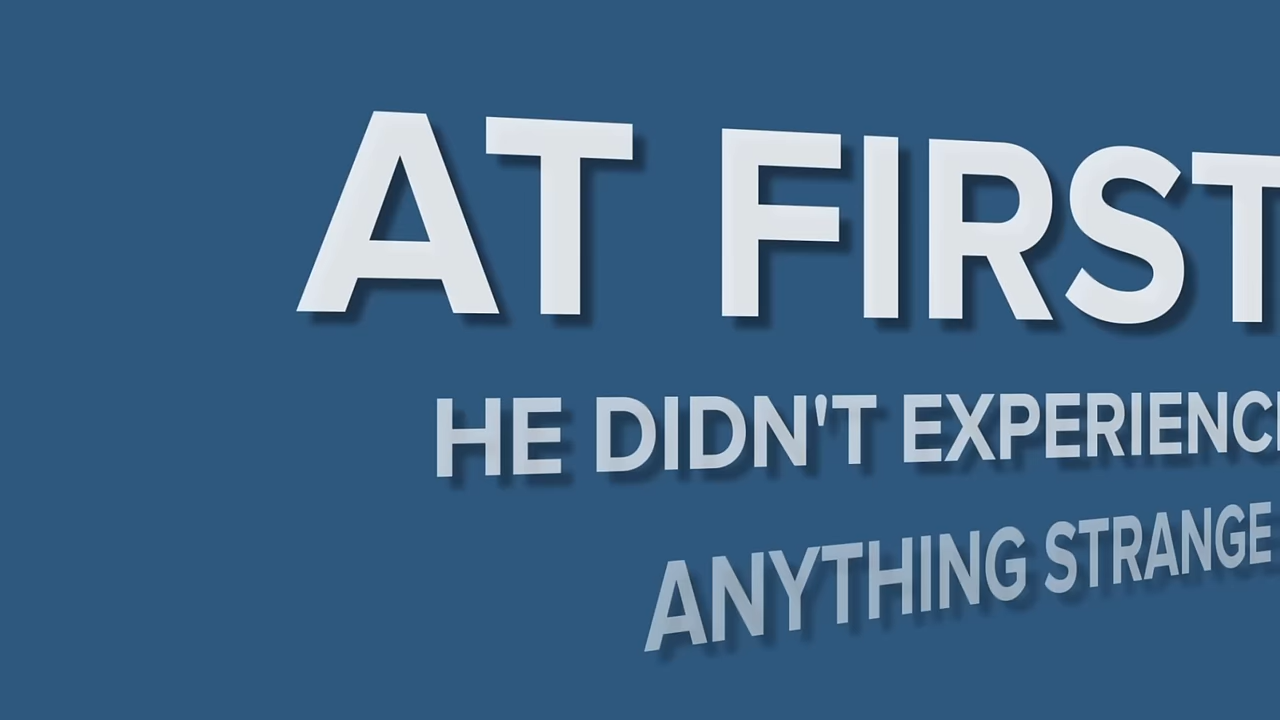 AT FIRST
HE DIDN'T EXPERIENC
ANYTHING STRANGE